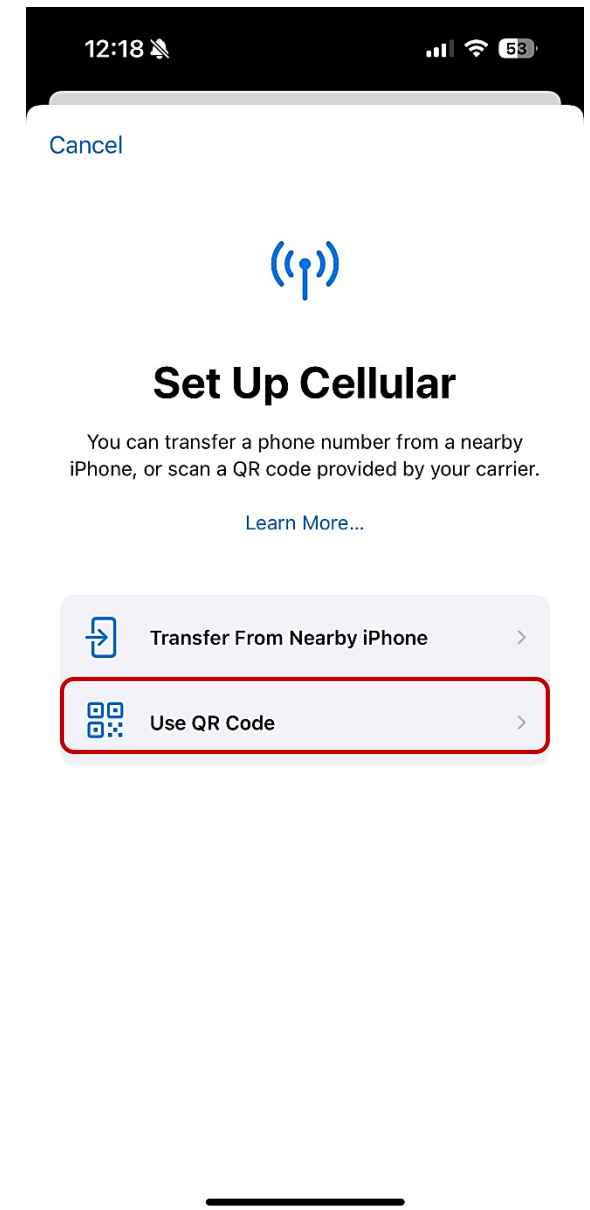 12:18
53
Cancel
Set Up Cellular
You can transfer a phone number from a nearby
iPhone, or scan a QR code provided by your carrier.
Learn More...
Transfer From Nearby iPhone
Use QR Code